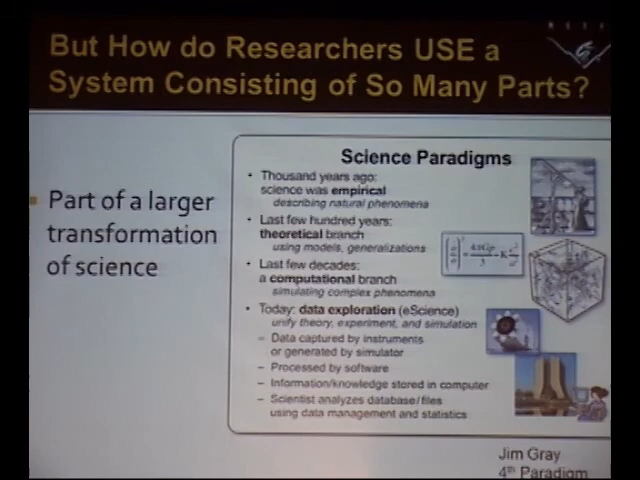 NEES
But How do Researchers USE a
System Consisting of So Many Parts?
Part of a larger
transformation
of science
Science Paradigms
• Thousand years ago:
science was empirical
describing natural phenomena
• Last few hundred years:
theoretical branch
using models, generalizations
• Last few decades:
a computational branch
simulating complex phenomena
• Today: data exploration (eScience)
unify theory, experiment, and simulation
– Data captured by instruments
or generated by simulator
– Processed by software
– Information/knowledge stored in computer
– Scientist analyzes database/files
using data management and statistics
Jim Gray
4th Paradigm